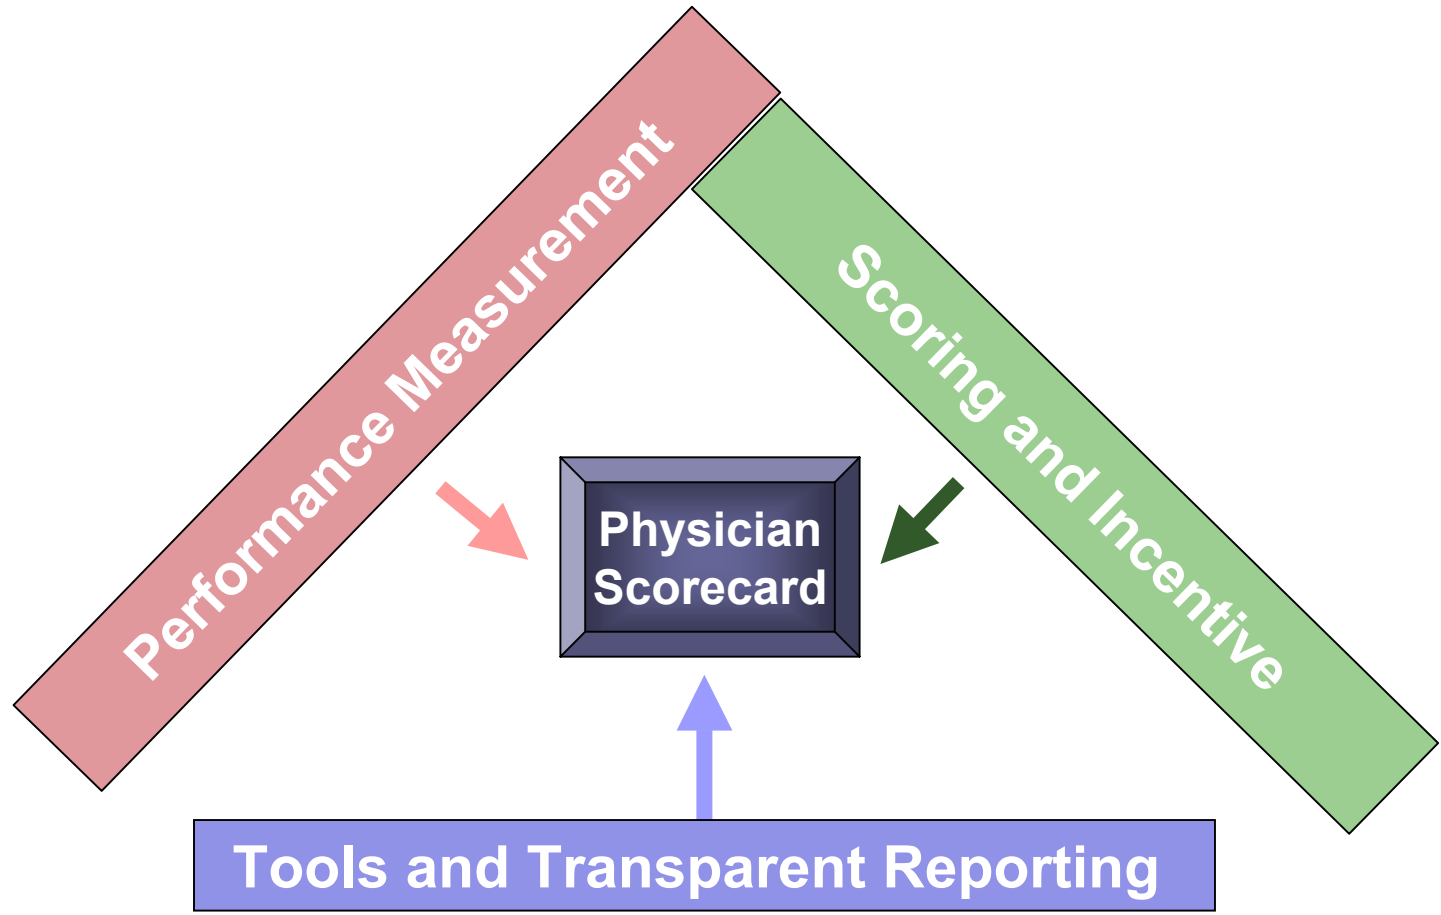 Performance Measurement
Scoring and Incentive
Physician
Scorecard
Tools and Transparent Reporting